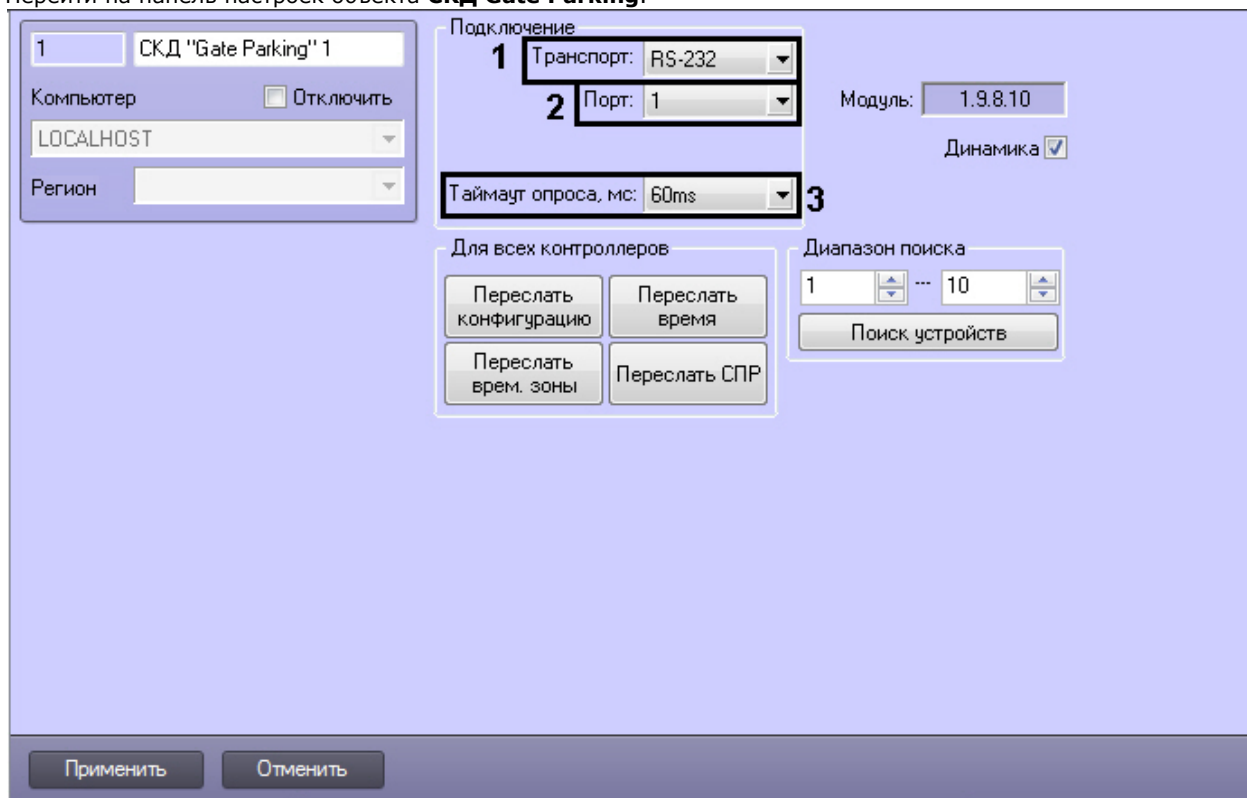 Перейти на панель настроек объекта СКД Gate Parking.
1 СКД "Gate Parking" 1
Компьютер Отключить
LOCALHOST
Регион
Подключение
1 Транспорт: RS-232
2 Порт: 1
Таймаут опроса, мс: 60ms 3
Модуль: 1.9.8.10
Динамика
Для всех контроллеров
Переслать конфигурацию
Переслать время
Переслать врем. зоны
Переслать СПР
Диапазон поиска
1 --- 10
Поиск устройств
Применить Отменить